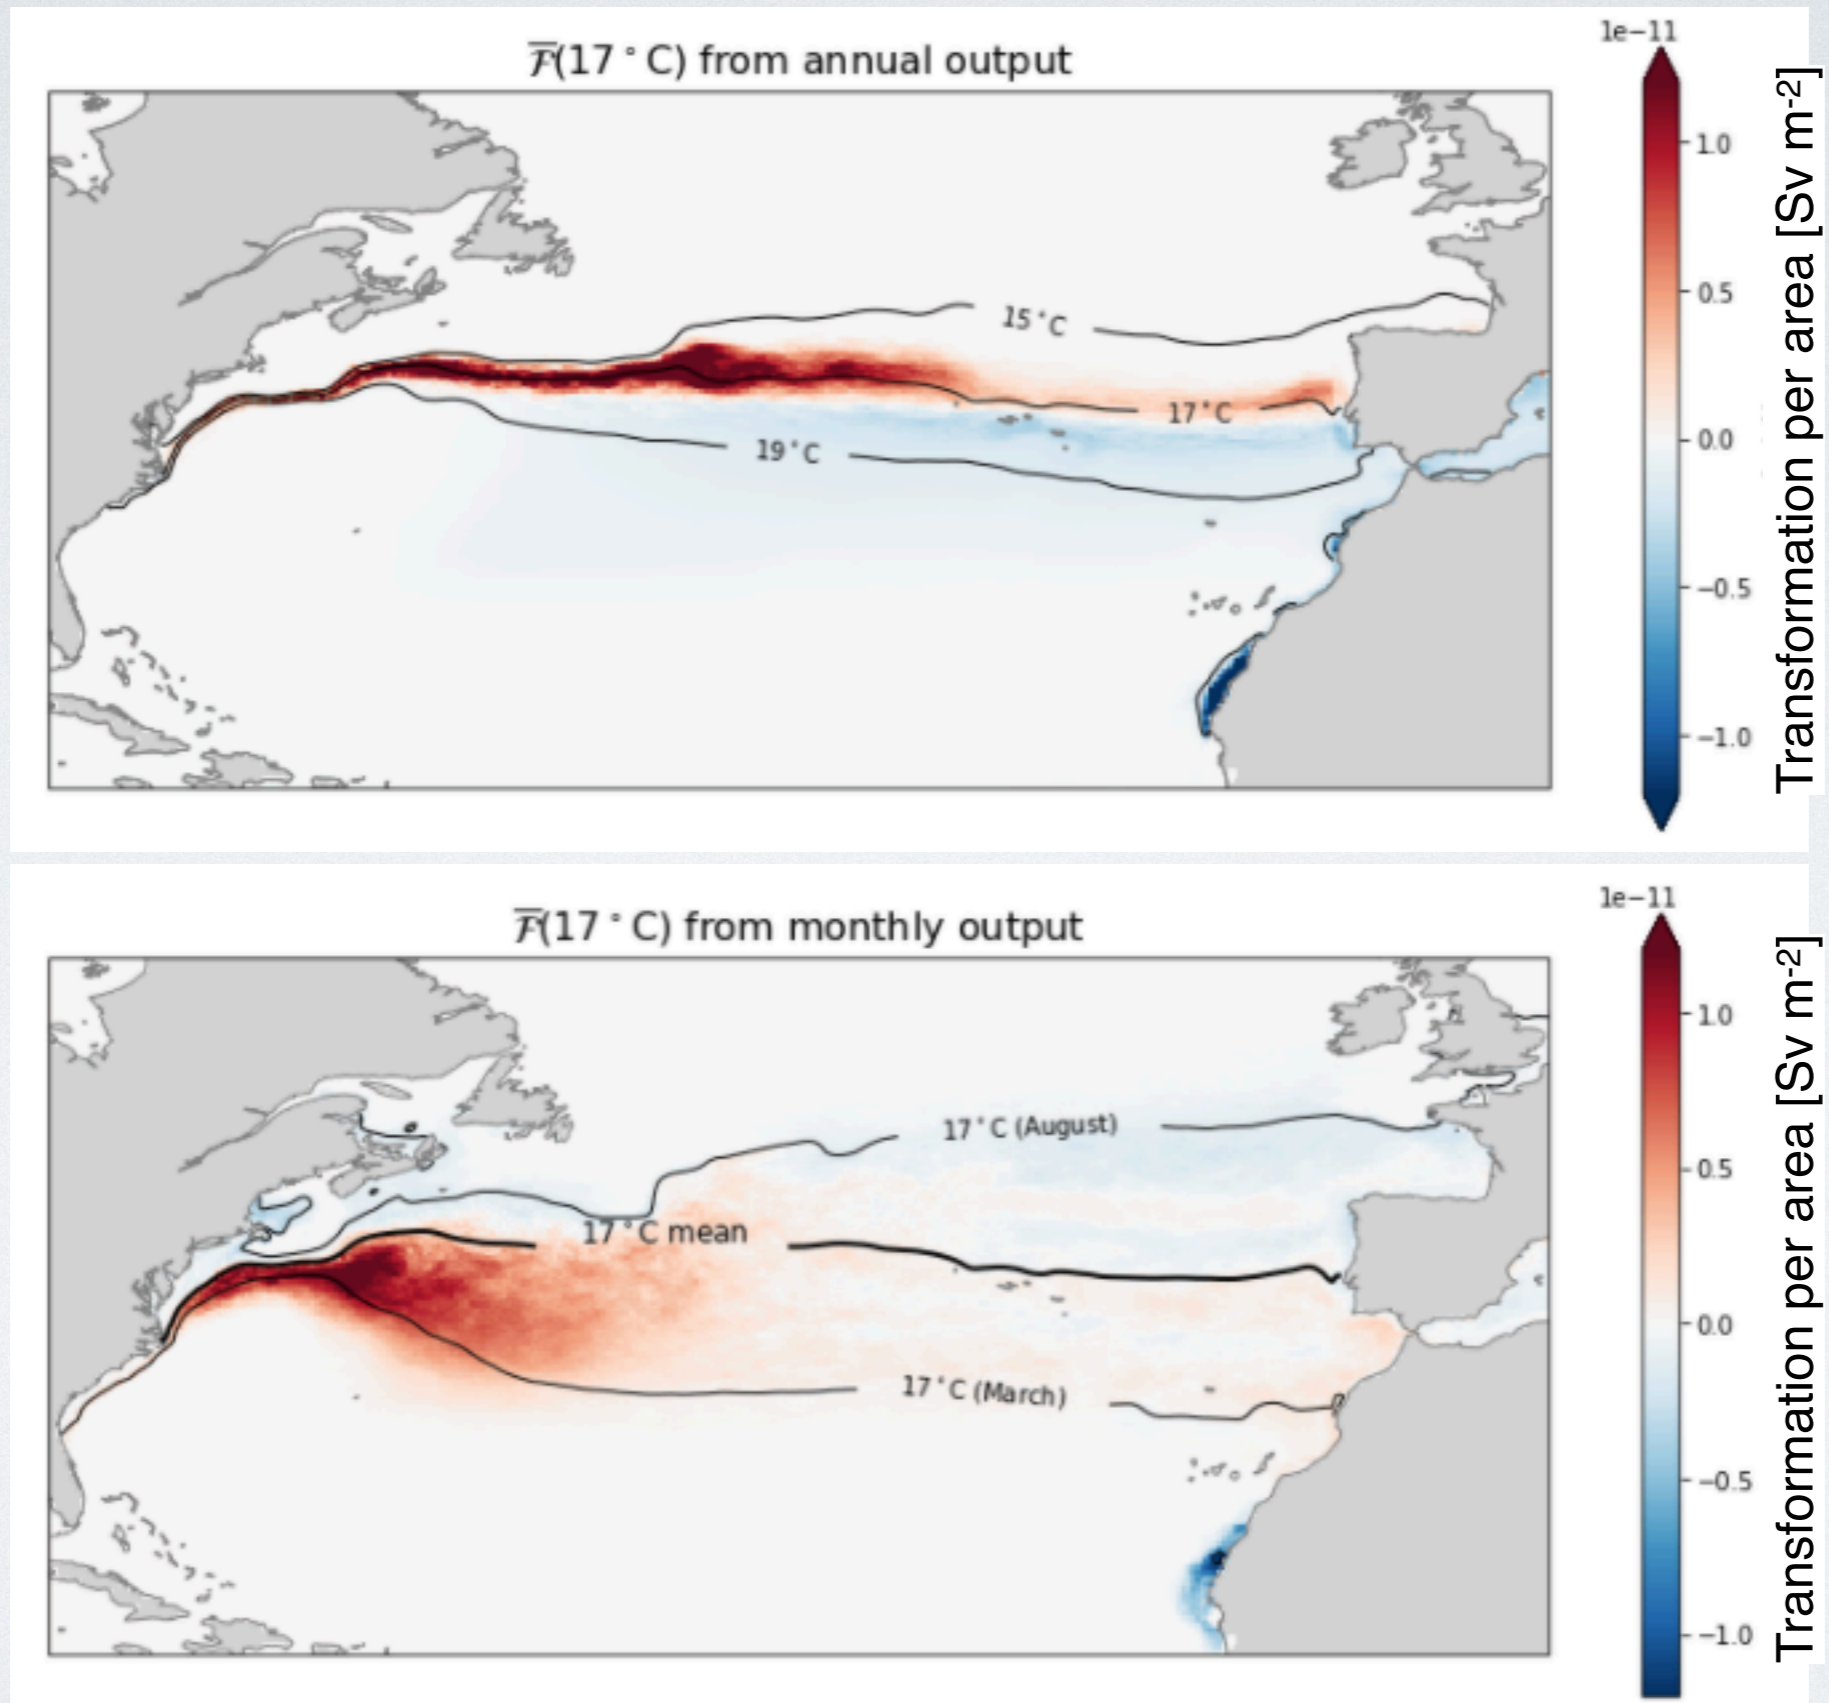 1e−11
F̅(17°C) from annual output
1.0
0.5
0.0
−0.5
−1.0
Transformation per area [Sv m-2]
15°C
17°C
19°C
1e−11
F̅(17°C) from monthly output
1.0
0.5
0.0
−0.5
−1.0
Transformation per area [Sv m-2]
17°C (August)
17°C mean
17°C (March)